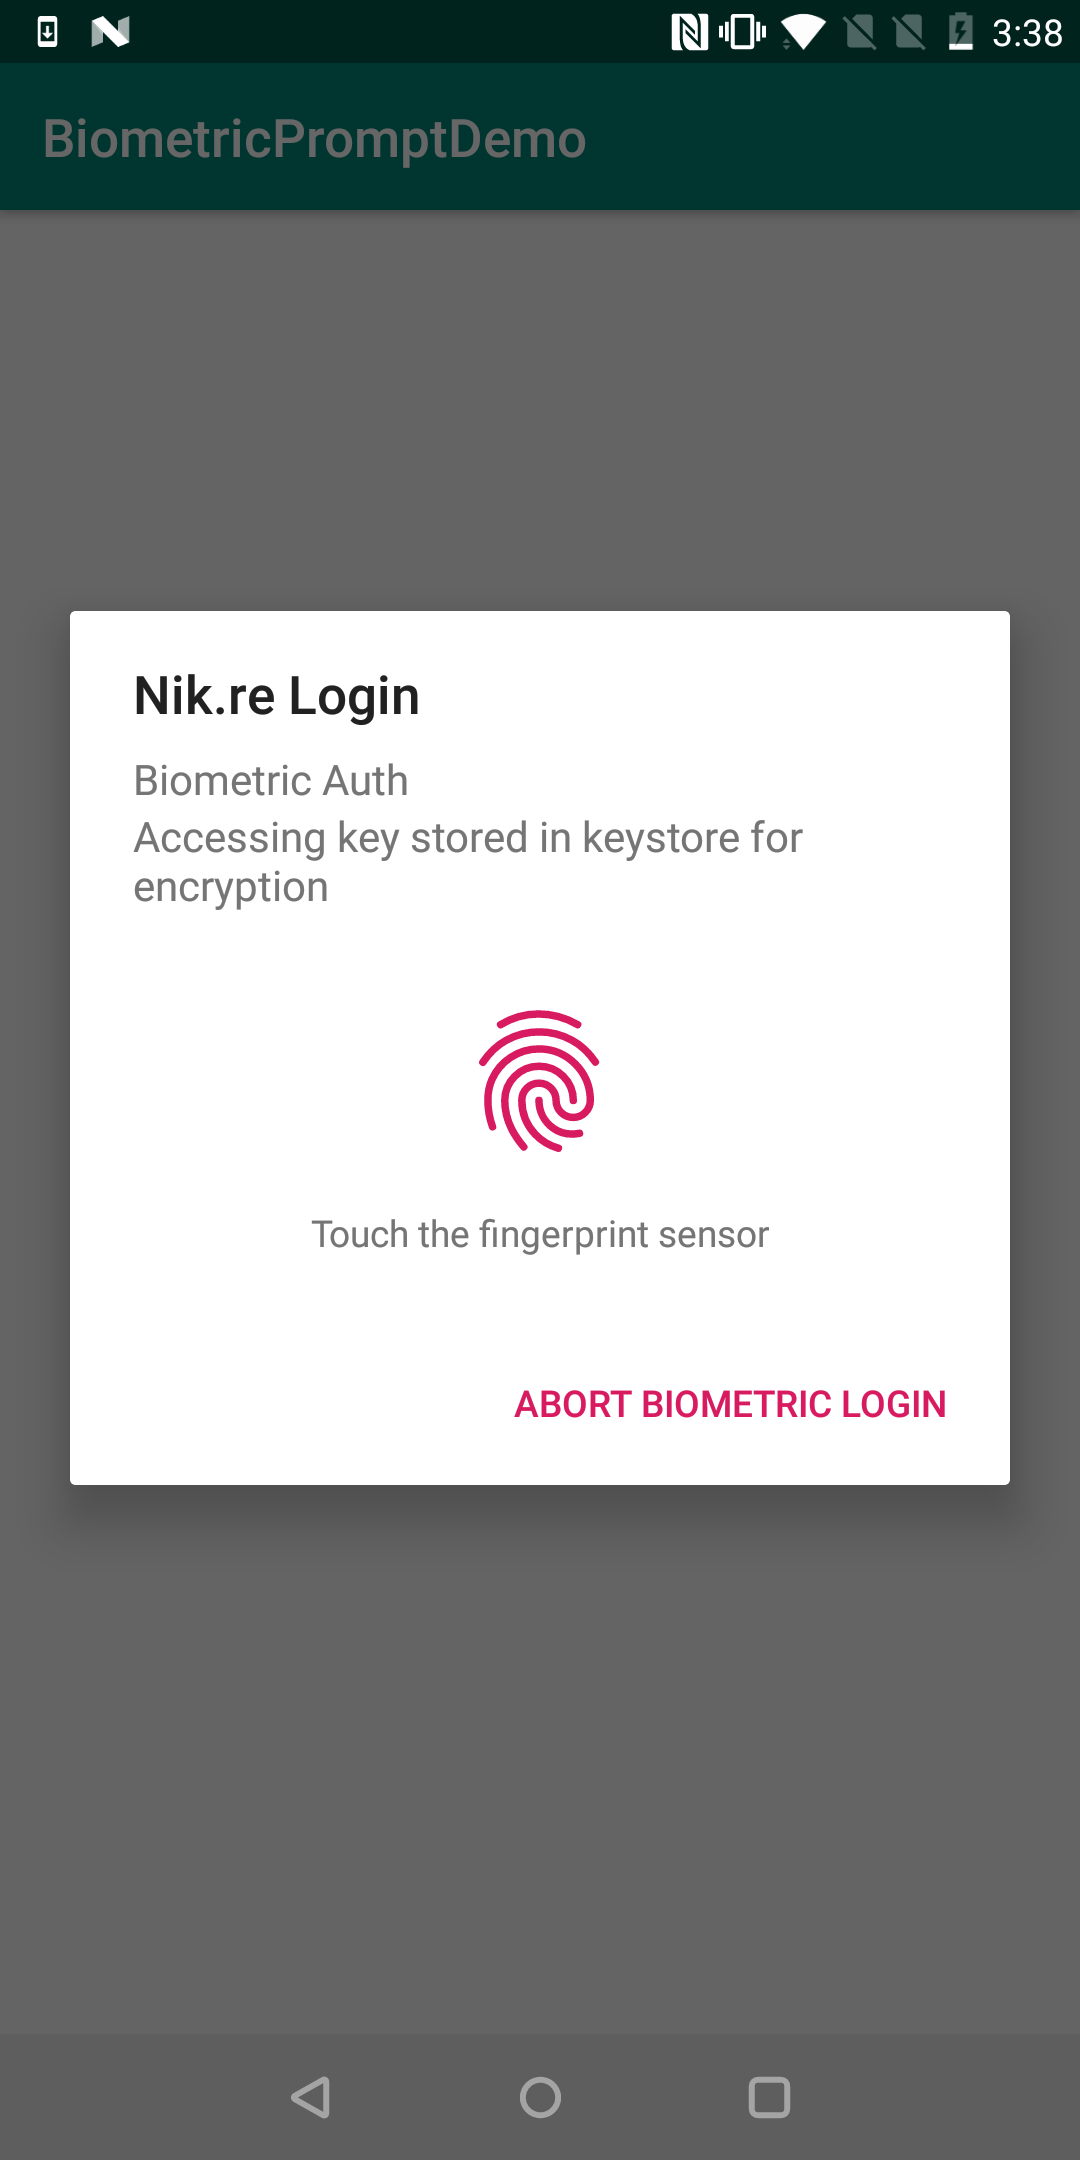 3:38
BiometricPromptDemo
Nik.re Login
Biometric Auth
Accessing key stored in keystore for
encryption
Touch the fingerprint sensor
ABORT BIOMETRIC LOGIN